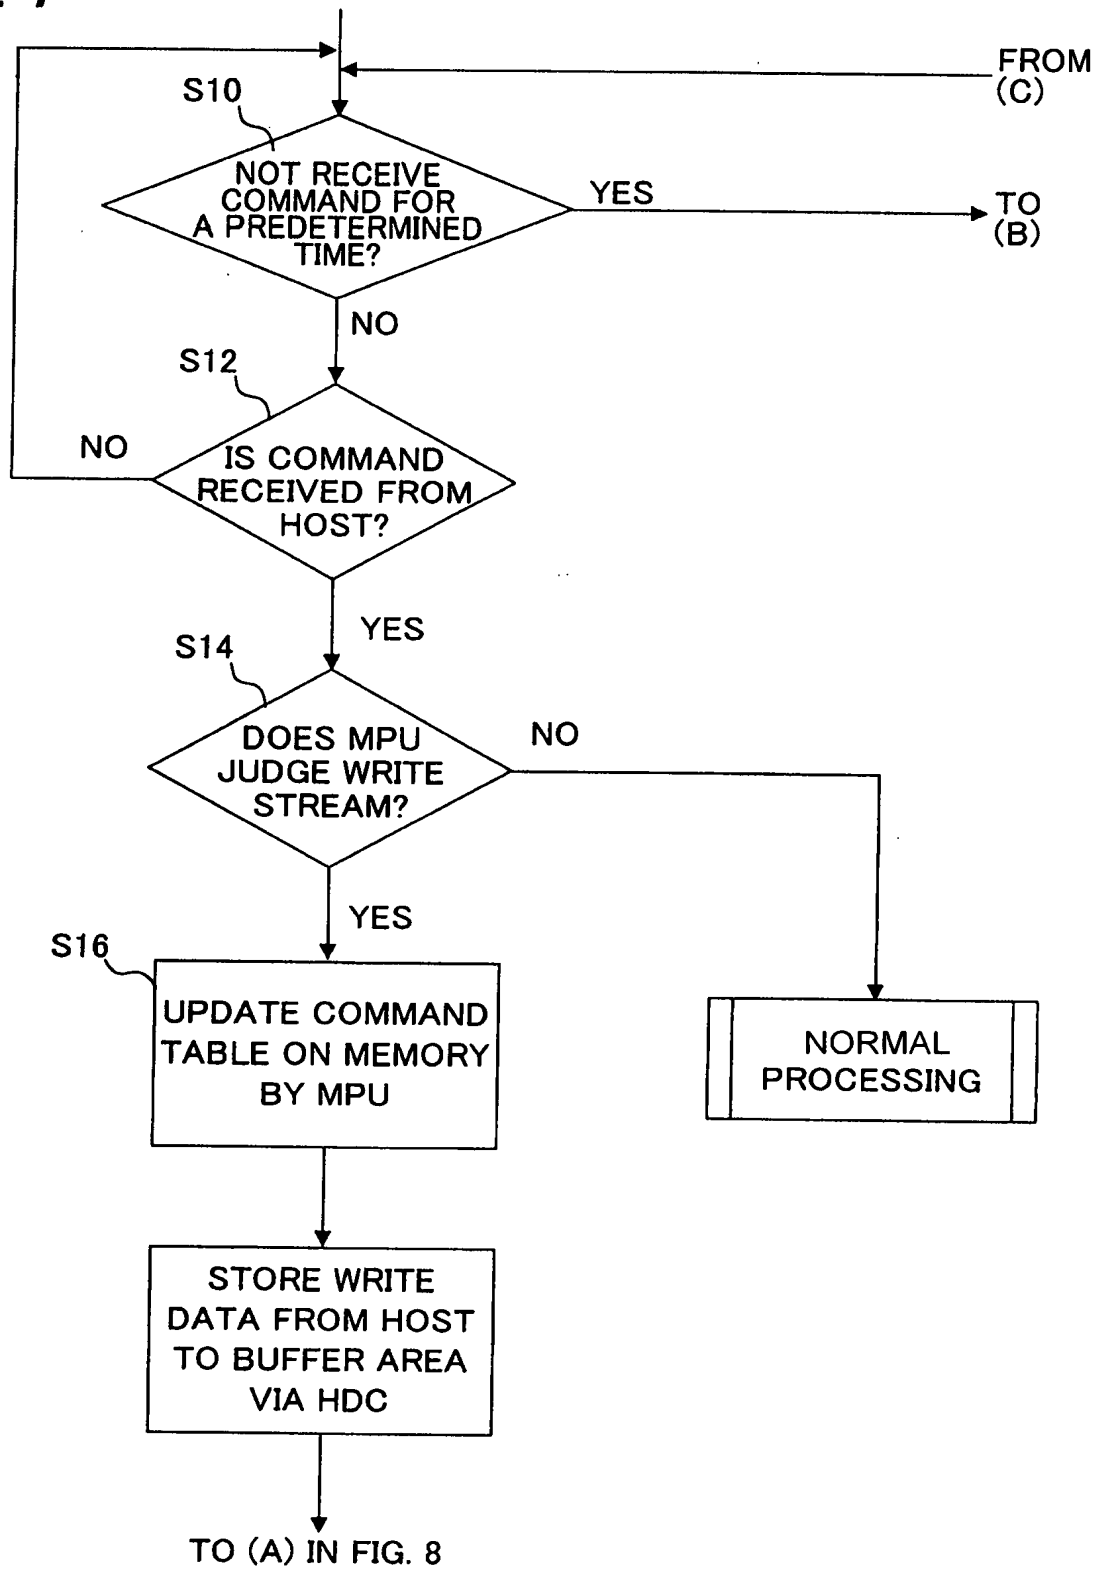 FROM
(C)
S10
NOT RECEIVE
COMMAND FOR
A PREDETERMINED
TIME?
YES
TO
(B)
NO
S12
NO
IS COMMAND
RECEIVED FROM
HOST?
YES
S14
DOES MPU
JUDGE WRITE
STREAM?
NO
YES
S16
UPDATE COMMAND
TABLE ON MEMORY
BY MPU
NORMAL
PROCESSING
STORE WRITE
DATA FROM HOST
TO BUFFER AREA
VIA HDC
TO (A) IN FIG. 8